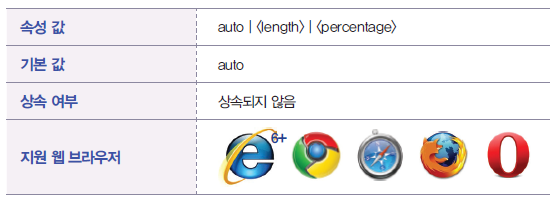 속성 값 auto | <length> | <percentage>
기본 값 auto
상속 여부 상속되지 않음
지원 웹 브라우저 6+